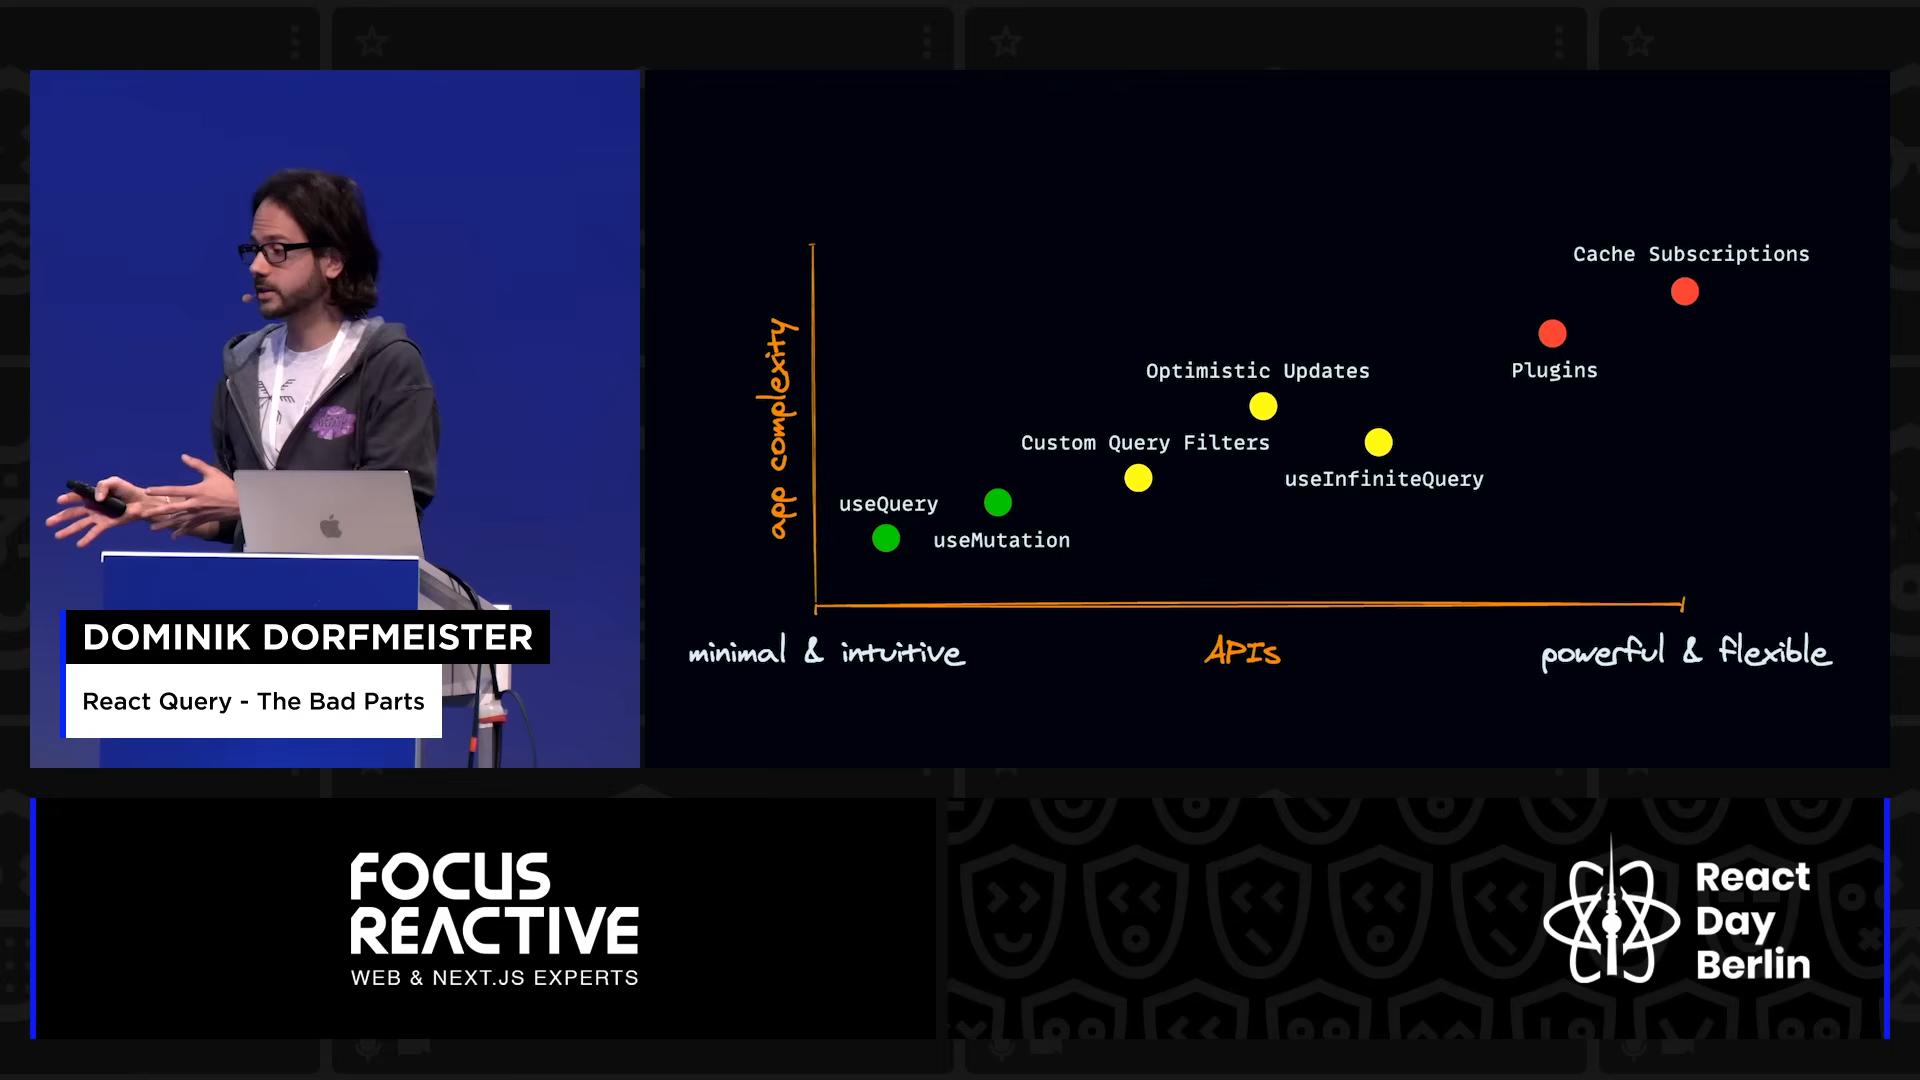 DOMINIK DORFMEISTER
React Query - The Bad Parts
app complexity
Cache Subscriptions
Plugins
Optimistic Updates
Custom Query Filters
useInfiniteQuery
useQuery
useMutation
minimal & intuitive
APIs
powerful & flexible
FOCUS
REACTIVE
WEB & NEXT.JS EXPERTS
React
Day
Berlin